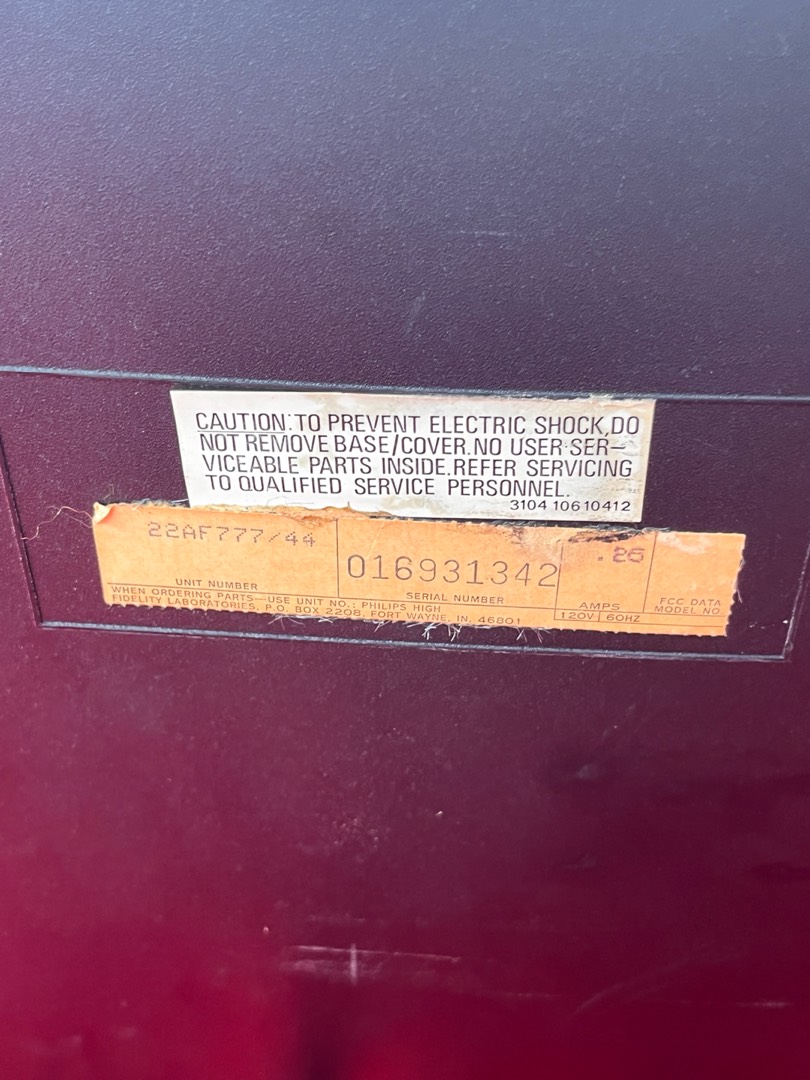 CAUTION: TO PREVENT ELECTRIC SHOCK, DO
NOT REMOVE BASE/COVER. NO USER SER-
VICEABLE PARTS INSIDE. REFER SERVICING
TO QUALIFIED SERVICE PERSONNEL.
3104 106 10412
22AF777/44
UNIT NUMBER
016931342
SERIAL NUMBER
.25
AMPS
120V 60HZ
FCC DATA
MODEL NO.
WHEN ORDERING PARTS—USE UNIT NO.: PHILIPS HIGH
FIDELITY LABORATORIES, P.O. BOX 2208, FORT WAYNE, IN. 46801